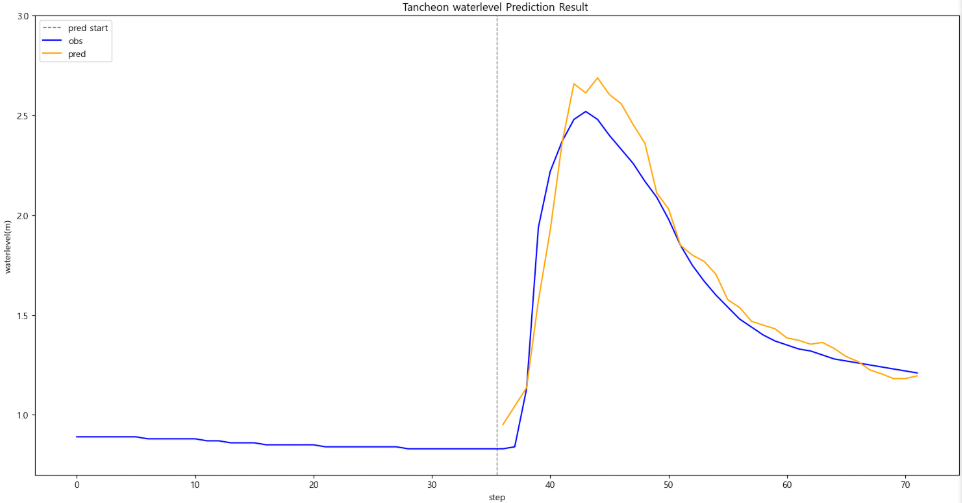 Tancheon waterlevel Prediction Result
pred start
obs
pred
waterlevel(m)
3.0
2.5
2.0
1.5
1.0
0
10
20
30
40
50
60
70
step